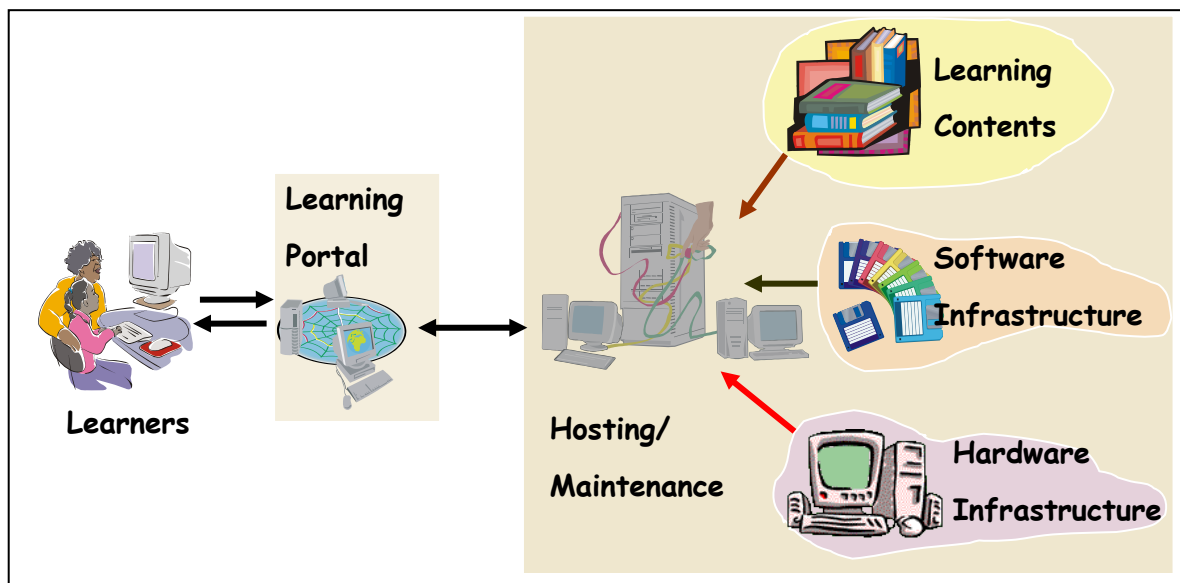 Learning
Contents
Learning
Portal
Software
Infrastructure
Learners
Hosting/
Maintenance
Hardware
Infrastructure